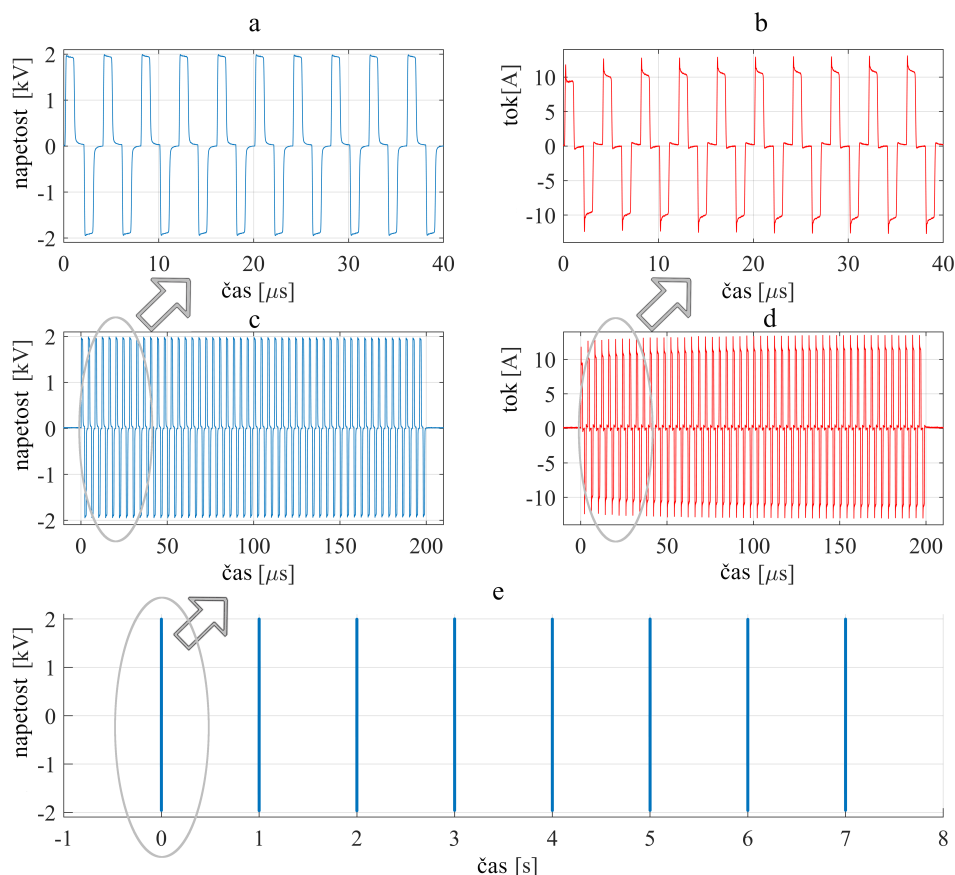 a
napetost [kV]
2
1
0
-1
-2
0 10 20 30 40
čas [μs]
b
tok[A]
10
5
0
-5
-10
0 10 20 30 40
čas [μs]
c
napetost [kV]
2
1
0
-1
-2
0 50 100 150 200
čas [μs]
d
tok [A]
10
5
0
-5
-10
0 50 100 150 200
čas [μs]
e
napetost [kV]
2
1
0
-1
-2
-1 0 1 2 3 4 5 6 7 8
čas [s]